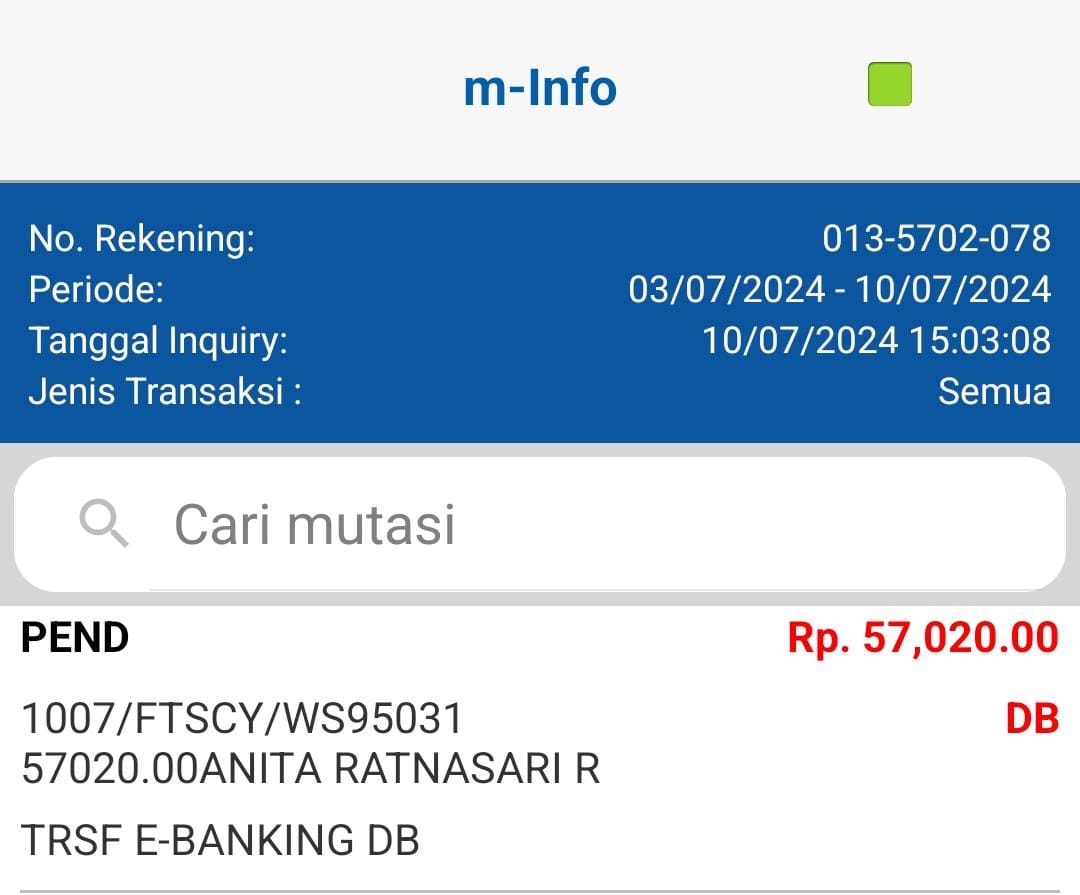 m-Info
No. Rekening: 013-5702-078
Periode: 03/07/2024 - 10/07/2024
Tanggal Inquiry: 10/07/2024 15:03:08
Jenis Transaksi : Semua
Cari mutasi
PEND Rp. 57,020.00
1007/FTSCY/WS95031 DB
57020.00ANITA RATNASARI R
TRSF E-BANKING DB